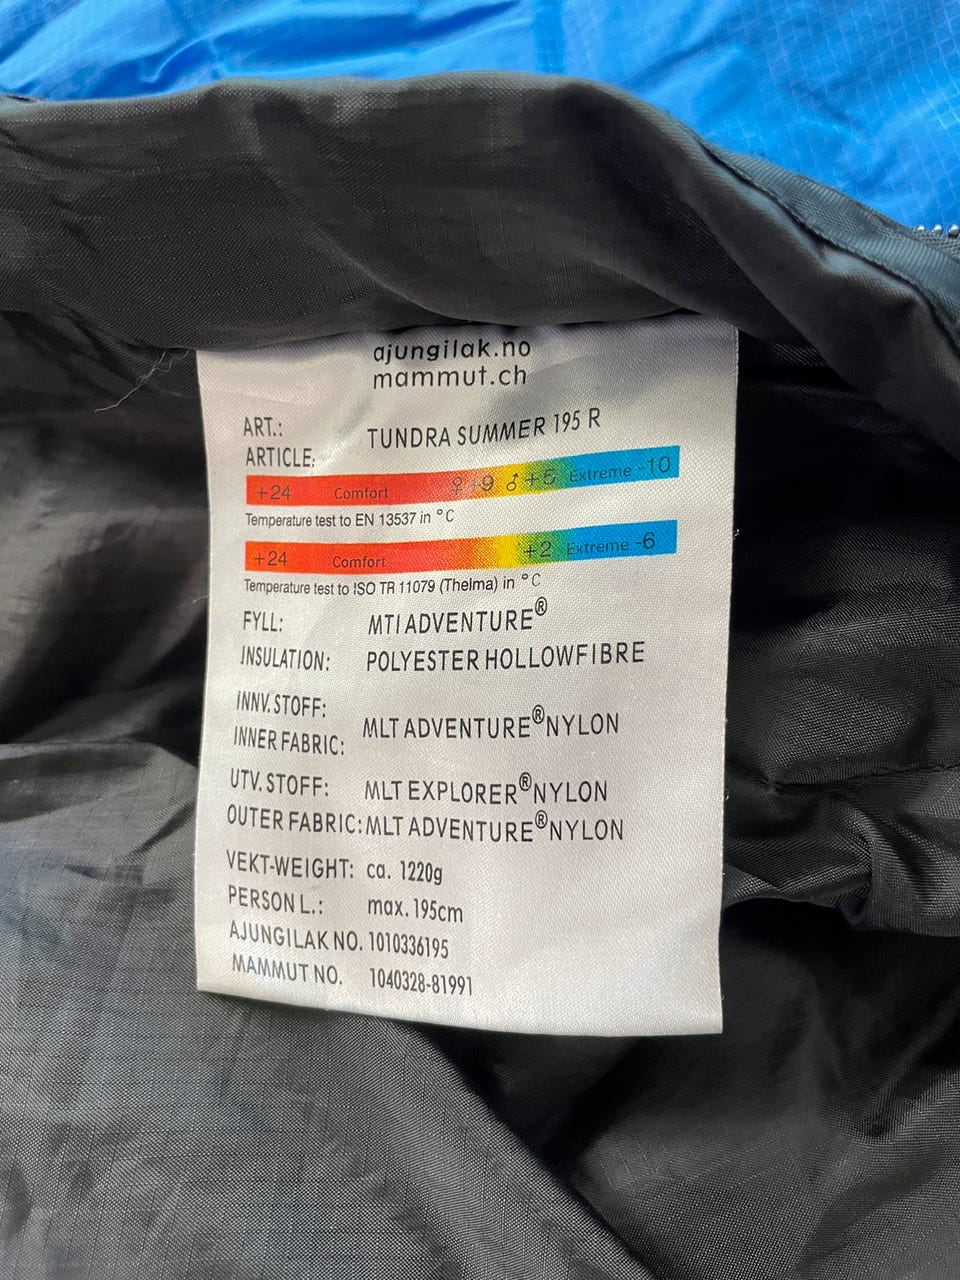 ajungilak.no
mammut.ch
ART.: TUNDRA SUMMER 195 R
ARTICLE:
+24 Comfort ♀+9 ♂+5 Extreme -10
Temperature test to EN 13537 in °C
+24 Comfort +2 Extreme -6
Temperature test to ISO TR 11079 (Thelma) in °C
FYLL: MTI ADVENTURE®
INSULATION: POLYESTER HOLLOWFIBRE
INNV. STOFF:
INNER FABRIC: MLT ADVENTURE® NYLON
UTV. STOFF: MLT EXPLORER® NYLON
OUTER FABRIC: MLT ADVENTURE® NYLON
VEKT-WEIGHT: ca. 1220g
PERSON L.: max. 195cm
AJUNGILAK NO. 1010336195
MAMMUT NO. 1040328-81991